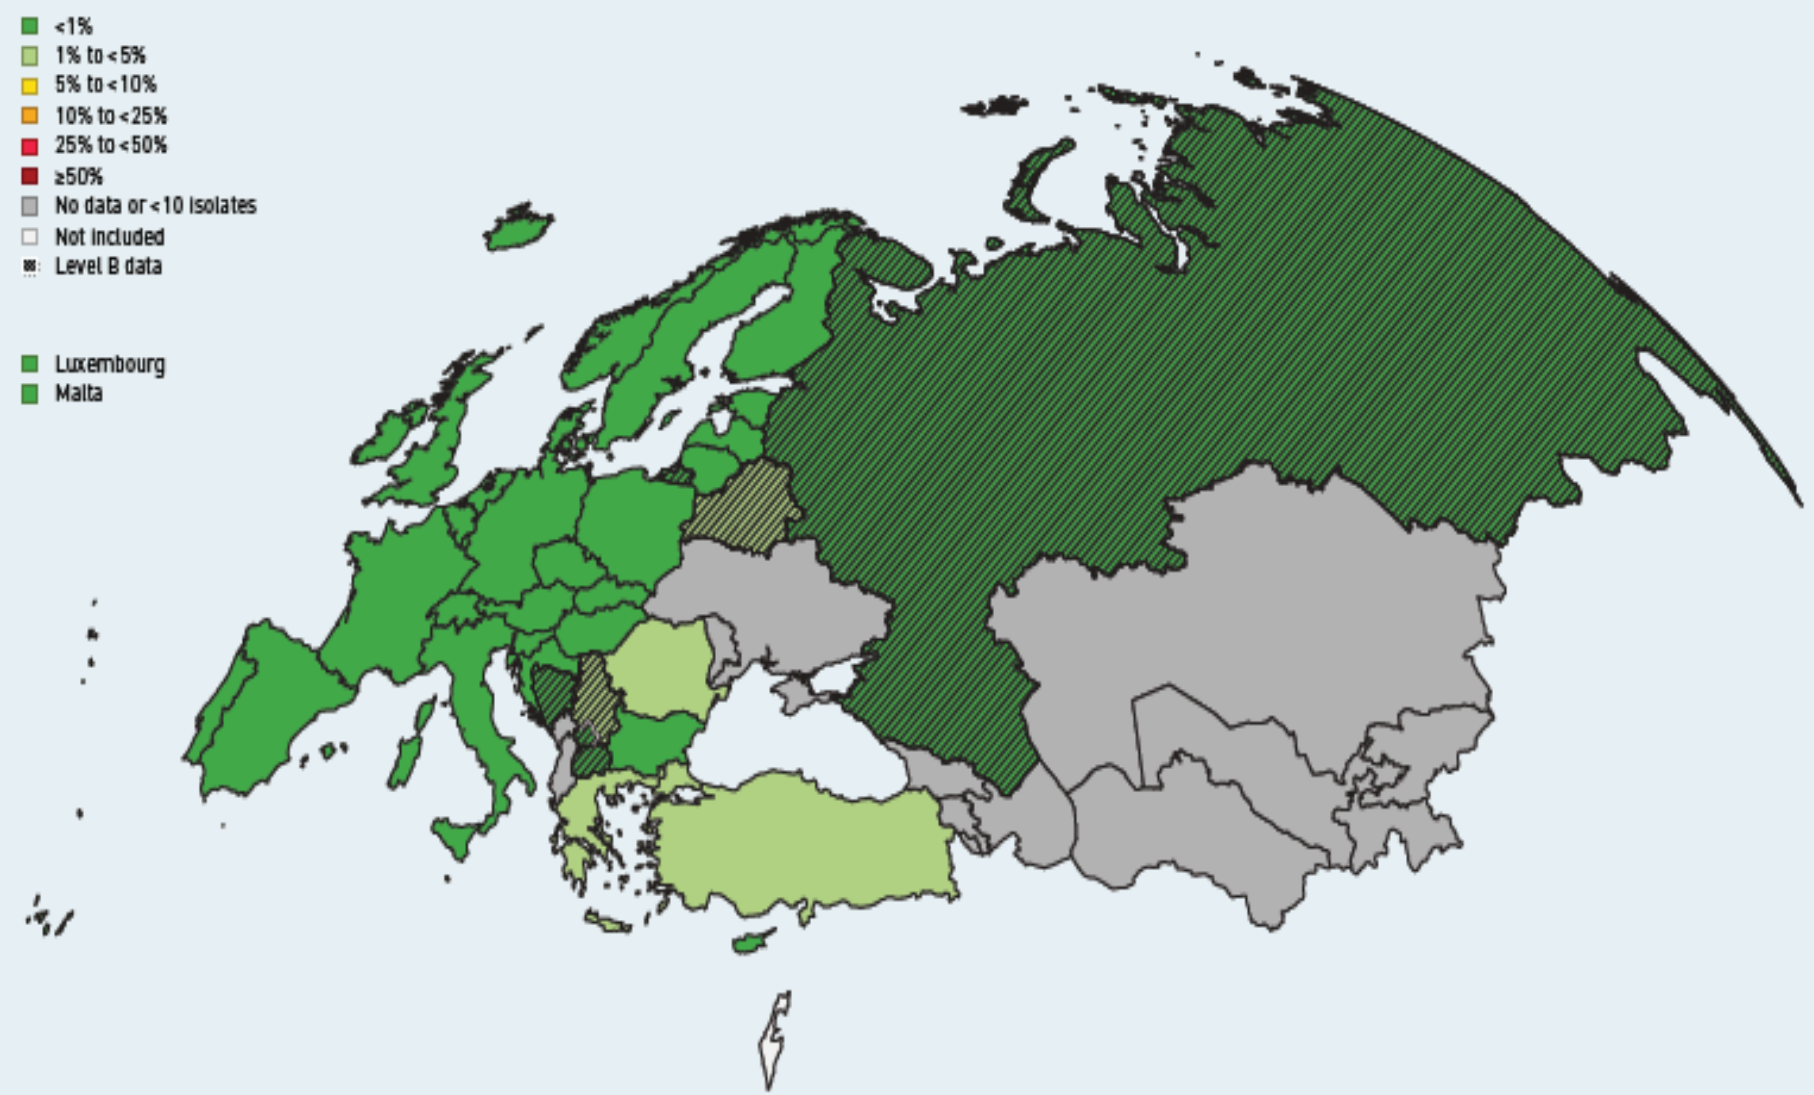 <1%
1% to <5%
5% to <10%
10% to <25%
25% to <50%
≥50%
No data or <10 isolates
Not included
Level B data
Luxembourg
Malta